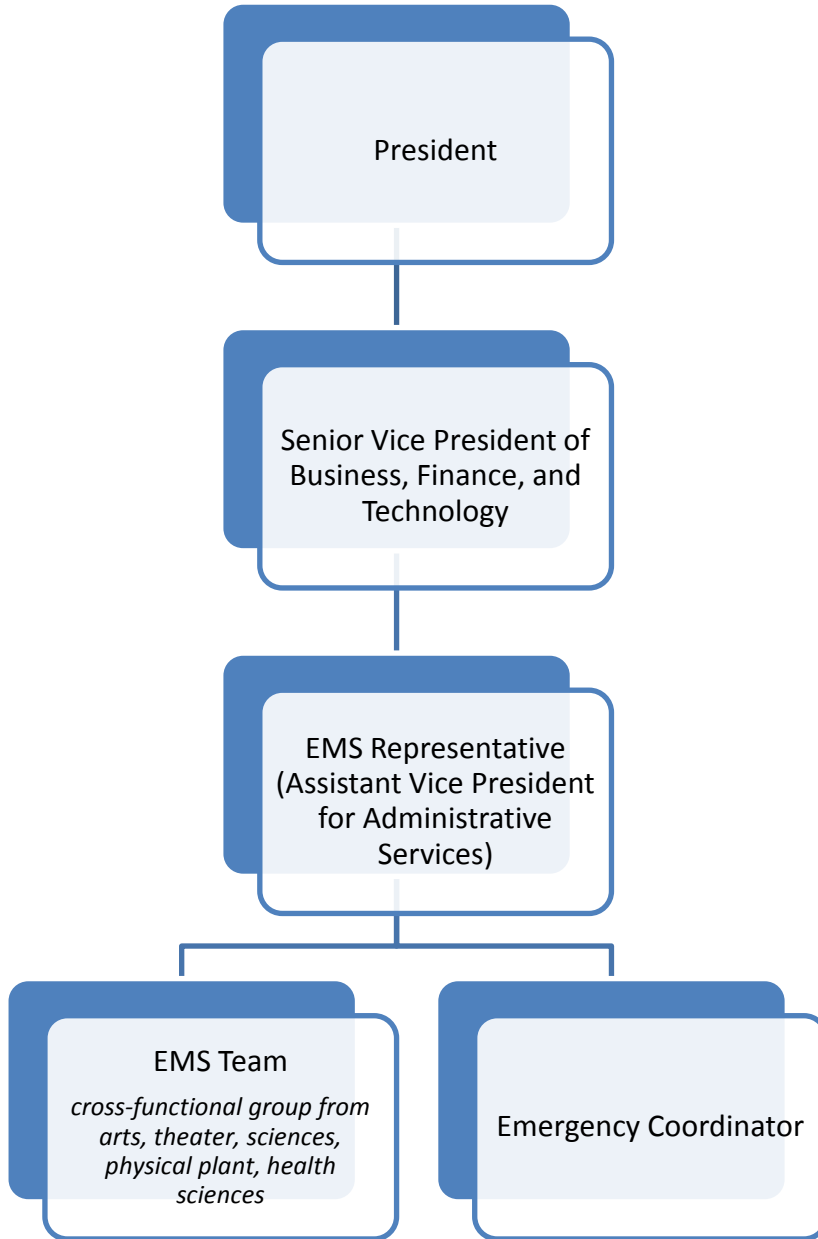 President
Senior Vice President of
Business, Finance, and
Technology
EMS Representative
(Assistant Vice President
for Administrative
Services)
EMS Team
cross-functional group from
arts, theater, sciences,
physical plant, health
sciences
Emergency Coordinator